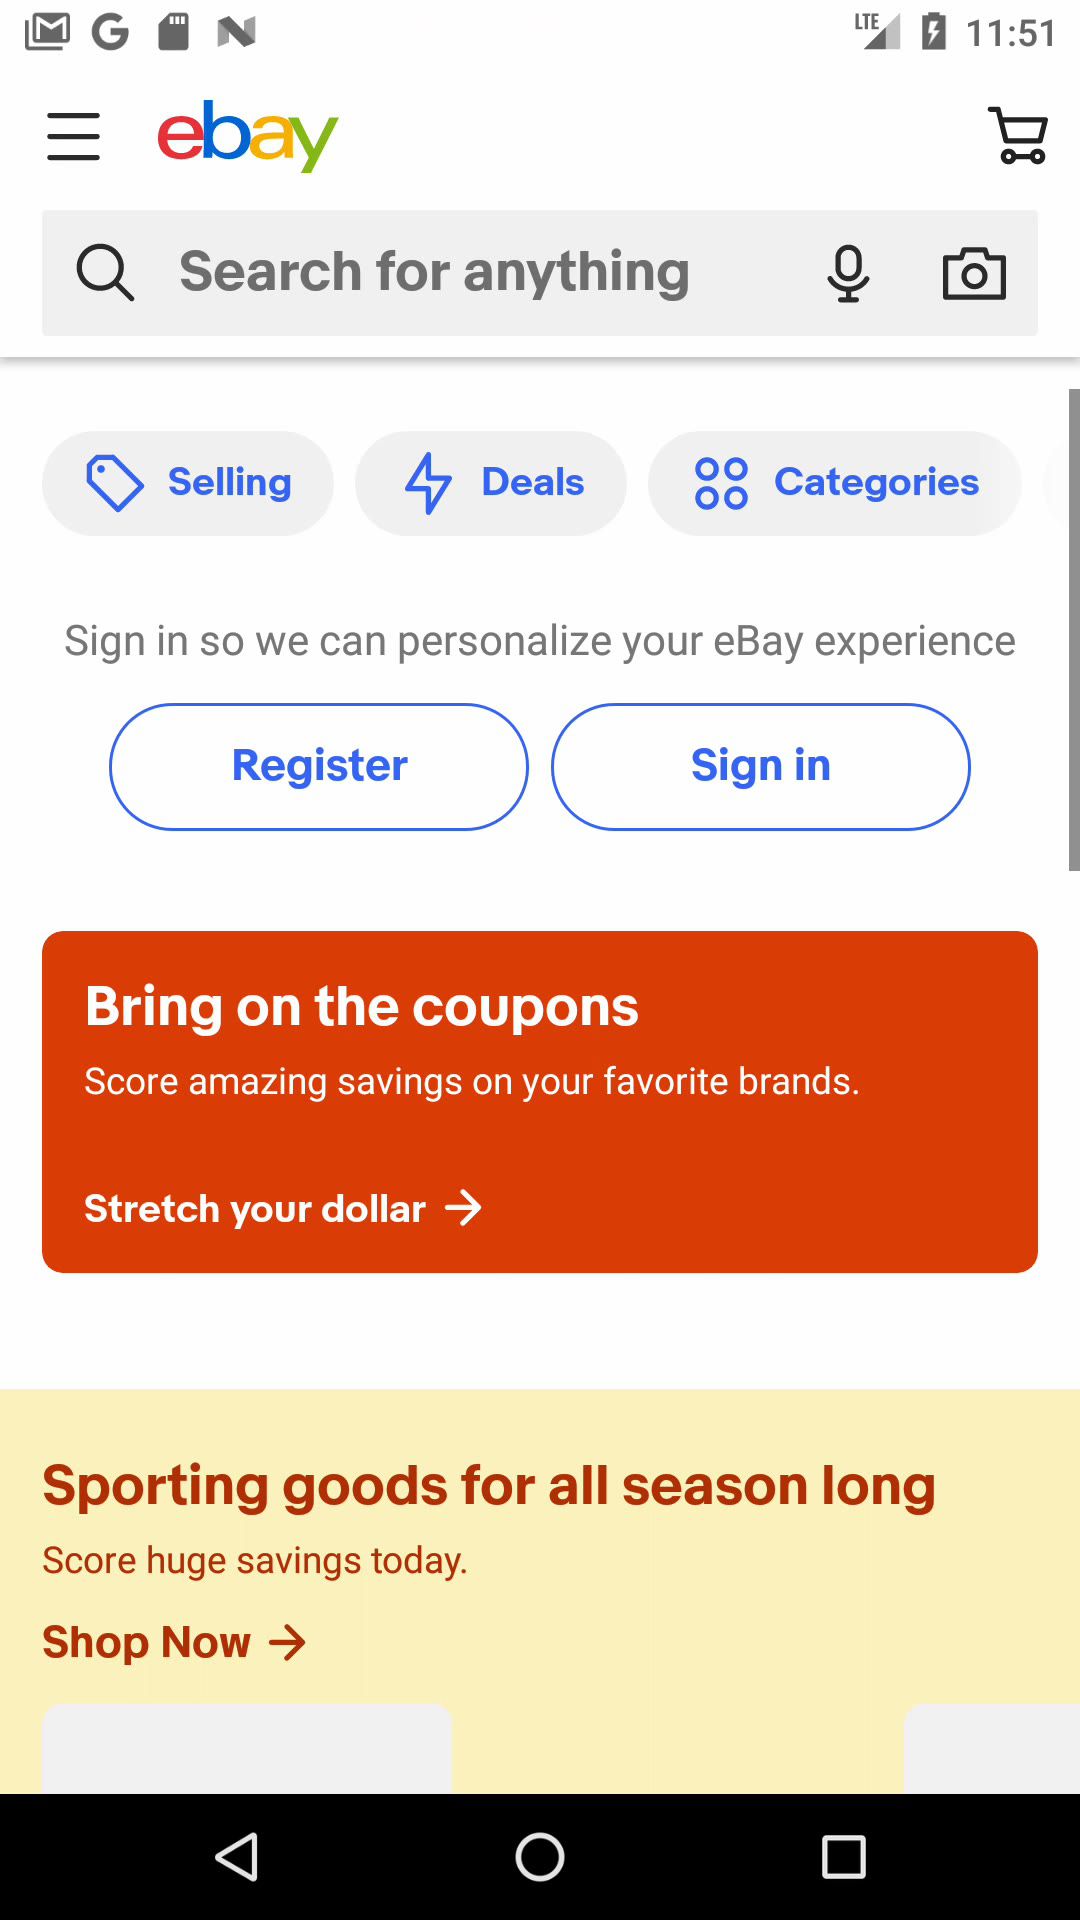 LTE 11:51
ebay
Search for anything
Selling Deals Categories
Sign in so we can personalize your eBay experience
Register Sign in
Bring on the coupons
Score amazing savings on your favorite brands.
Stretch your dollar
Sporting goods for all season long
Score huge savings today.
Shop Now